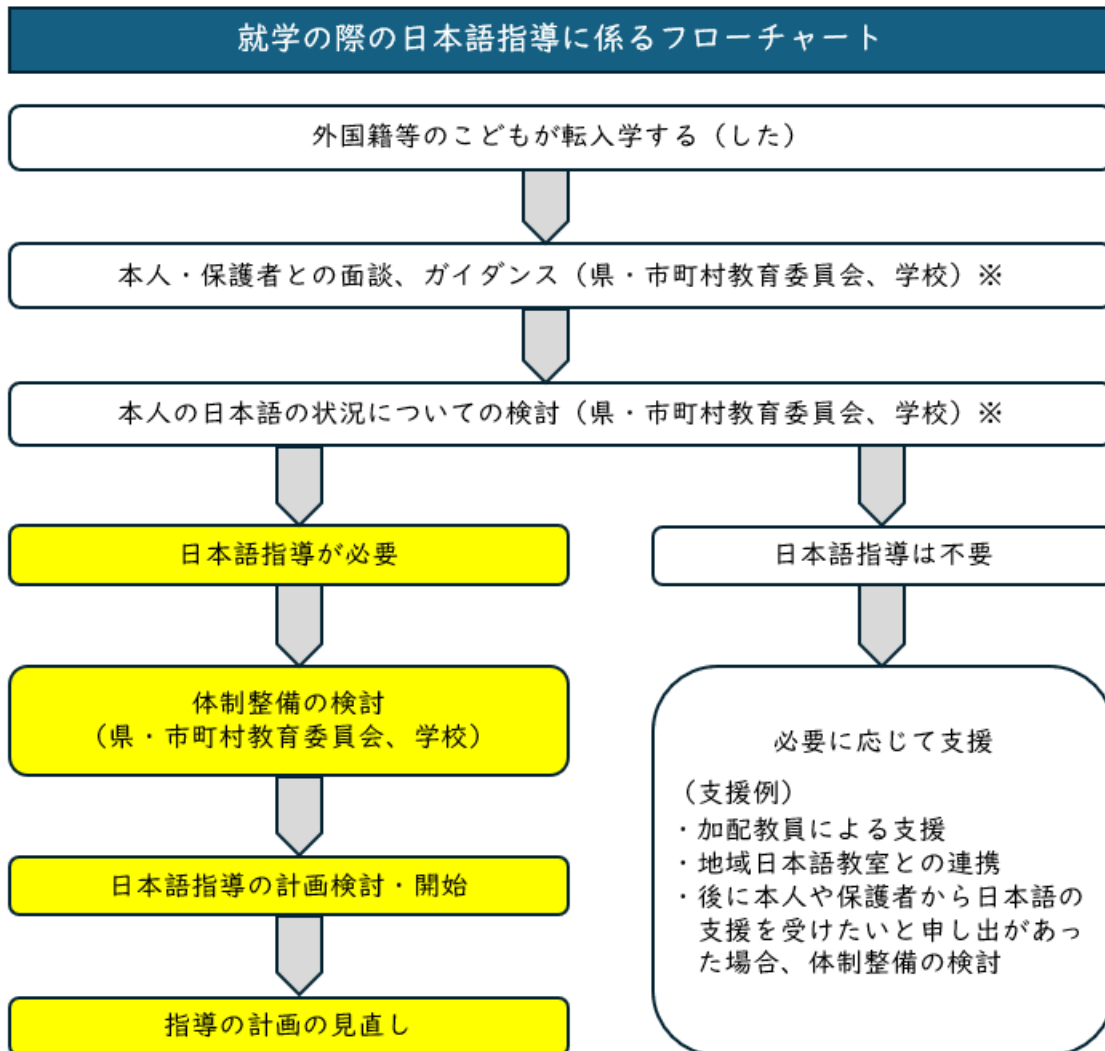 就学の際の日本語指導に係るフローチャート
外国籍等のこどもが転入学する（した）
本人・保護者との面談、ガイダンス（県・市町村教育委員会、学校）※
本人の日本語の状況についての検討（県・市町村教育委員会、学校）※
日本語指導が必要
体制整備の検討
（県・市町村教育委員会、学校）
日本語指導の計画検討・開始
指導の計画の見直し
日本語指導は不要
必要に応じて支援
（支援例）
・加配教員による支援
・地域日本語教室との連携
・後に本人や保護者から日本語の
支援を受けたいと申し出があっ
た場合、体制整備の検討